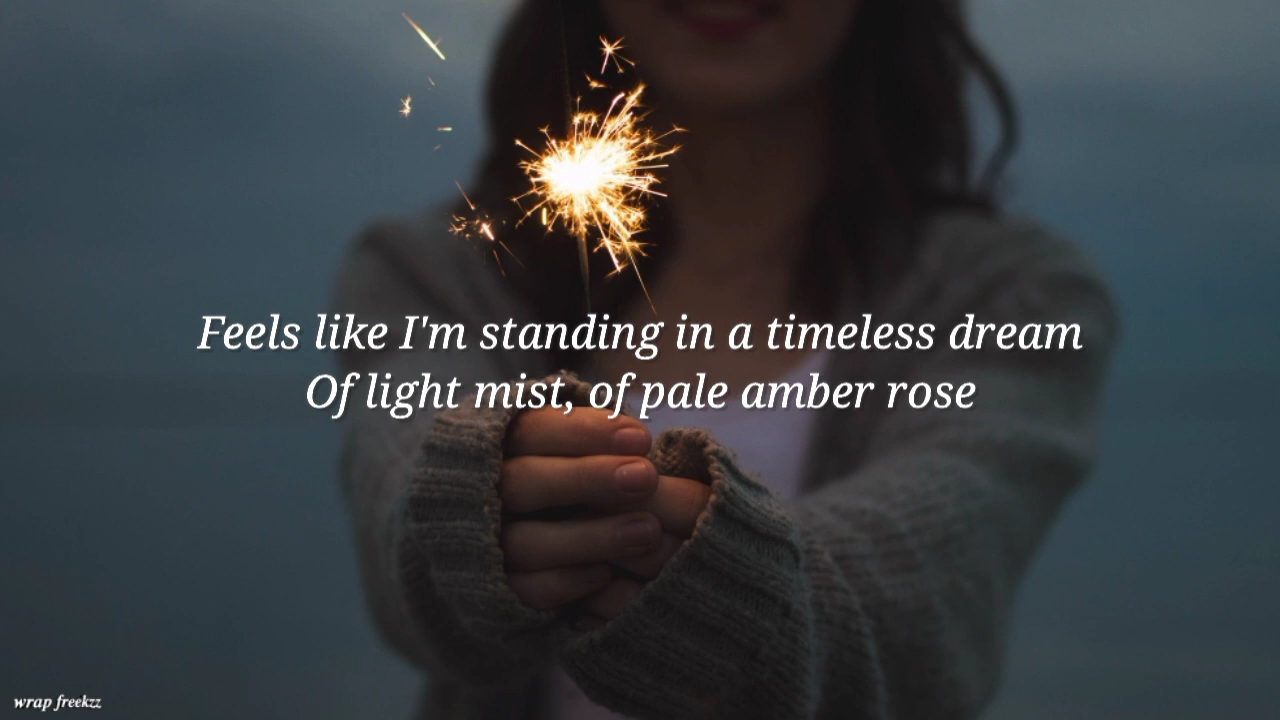 Feels like I'm standing in a timeless dream
Of light mist, of pale amber rose
wrap freekzz